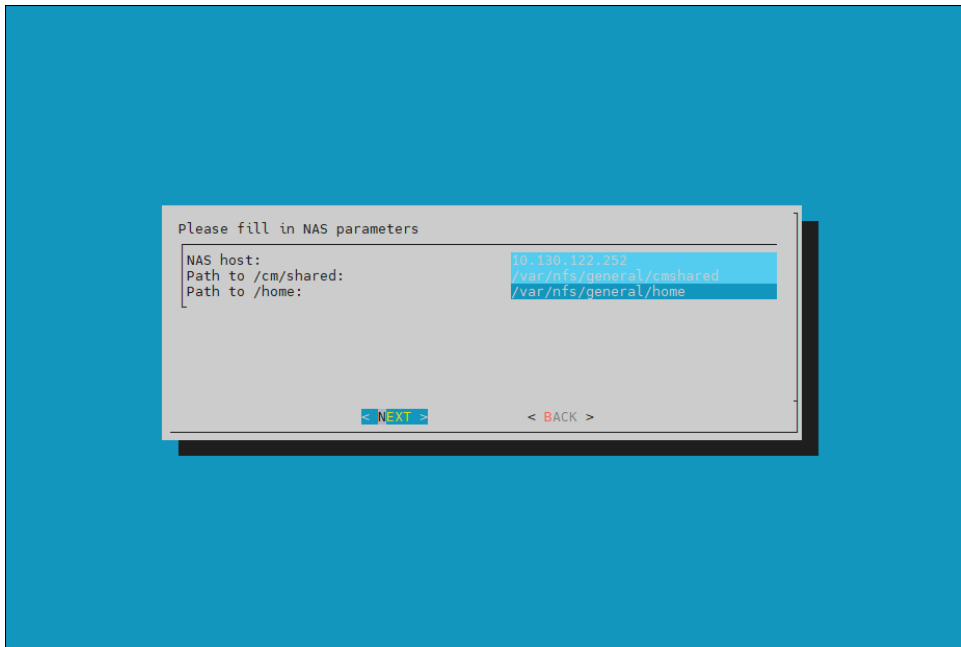 Please fill in NAS parameters
NAS host: 10.130.122.252
Path to /cm/shared: /var/nfs/general/cmshared
Path to /home: /var/nfs/general/home
< NEXT > < BACK >